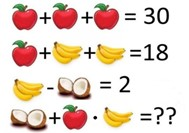 + + = 30
+ + =18
- = 2
+ · =??